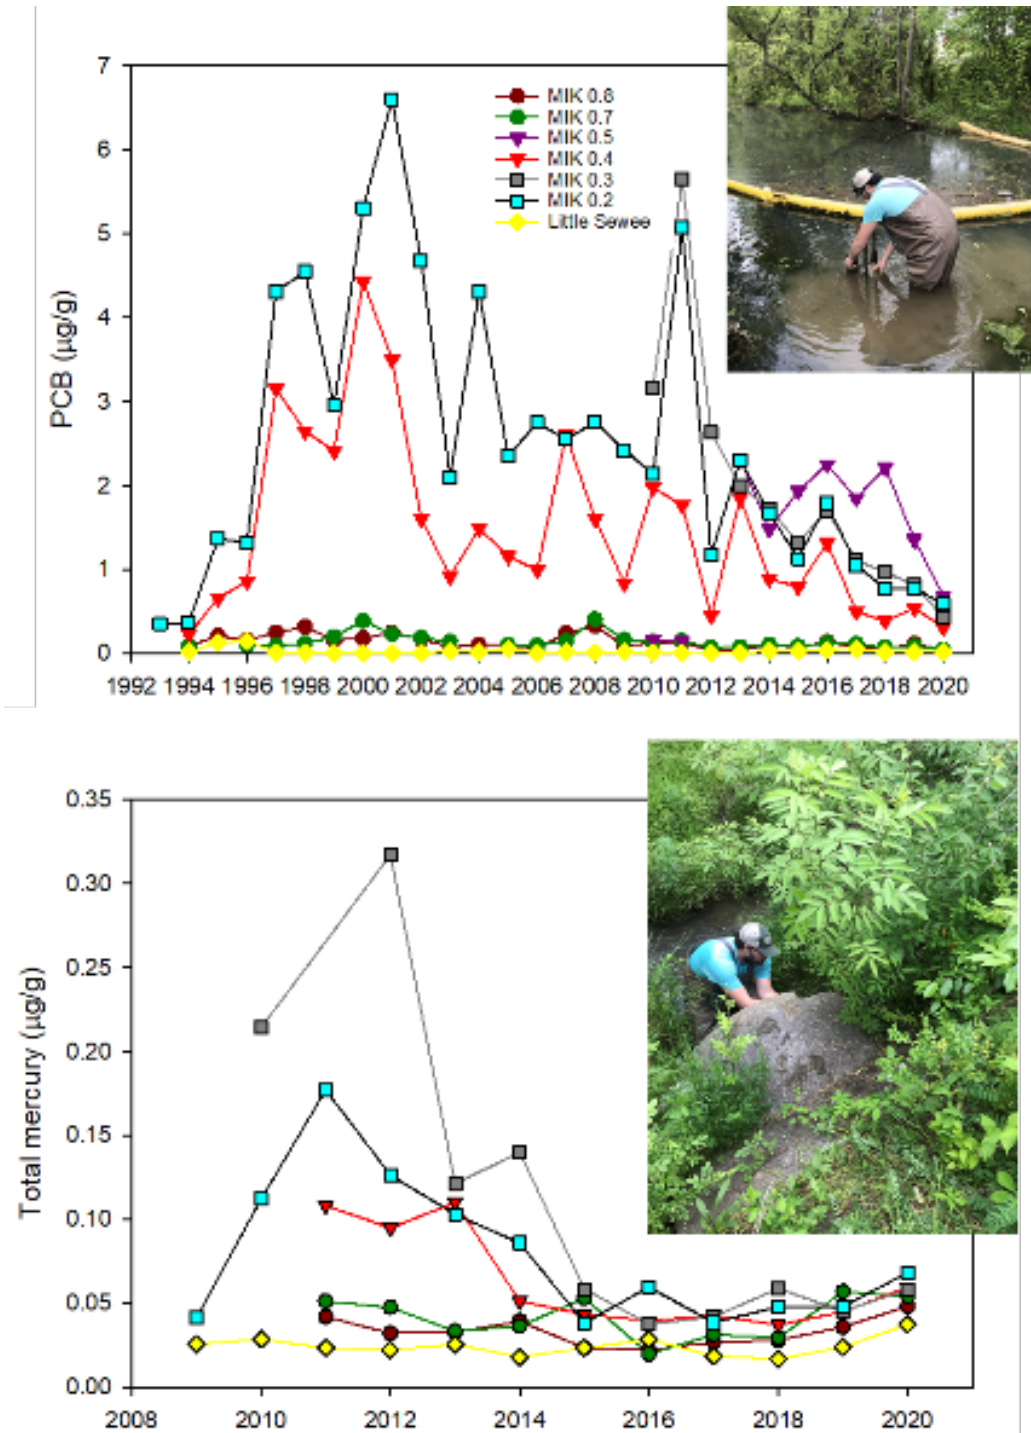 7
6
5
4
3
2
1
0
PCB (µg/g)
MIK 0.8
MIK 0.7
MIK 0.5
MIK 0.4
MIK 0.3
MIK 0.2
Little Sewee
1992 1994 1996 1998 2000 2002 2004 2006 2008 2010 2012 2014 2016 2018 2020
0.35
0.30
0.25
0.20
0.15
0.10
0.05
0.00
Total mercury (µg/g)
2008 2010 2012 2014 2016 2018 2020